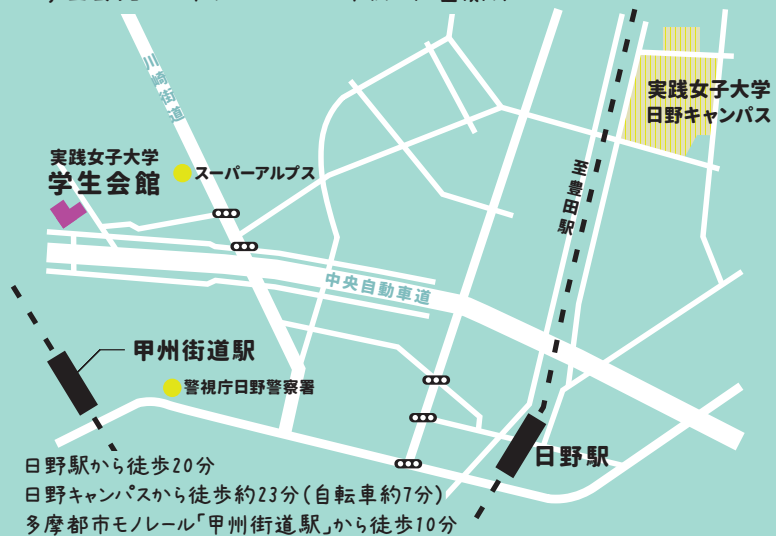 川崎街道
実践女子大学
学生会館
スーパーアルプス
実践女子大学
日野キャンパス
至豊田駅
中央自動車道
甲州街道駅
警視庁日野警察署
日野駅
日野駅から徒歩20分
日野キャンパスから徒歩約23分(自転車約7分)
多摩都市モノレール「甲州街道駅」から徒歩10分